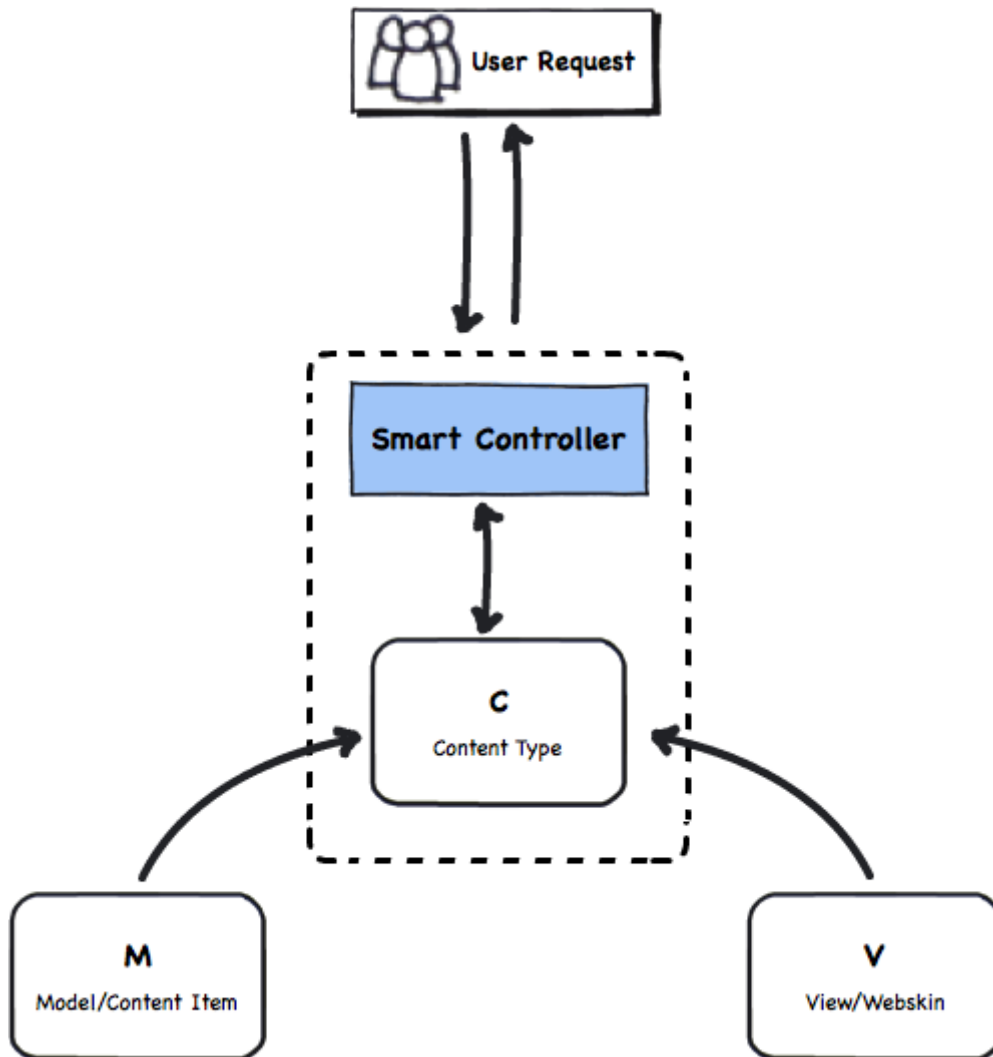 User Request
Smart Controller
C
Content Type
M
Model/Content Item
V
View/Webskin